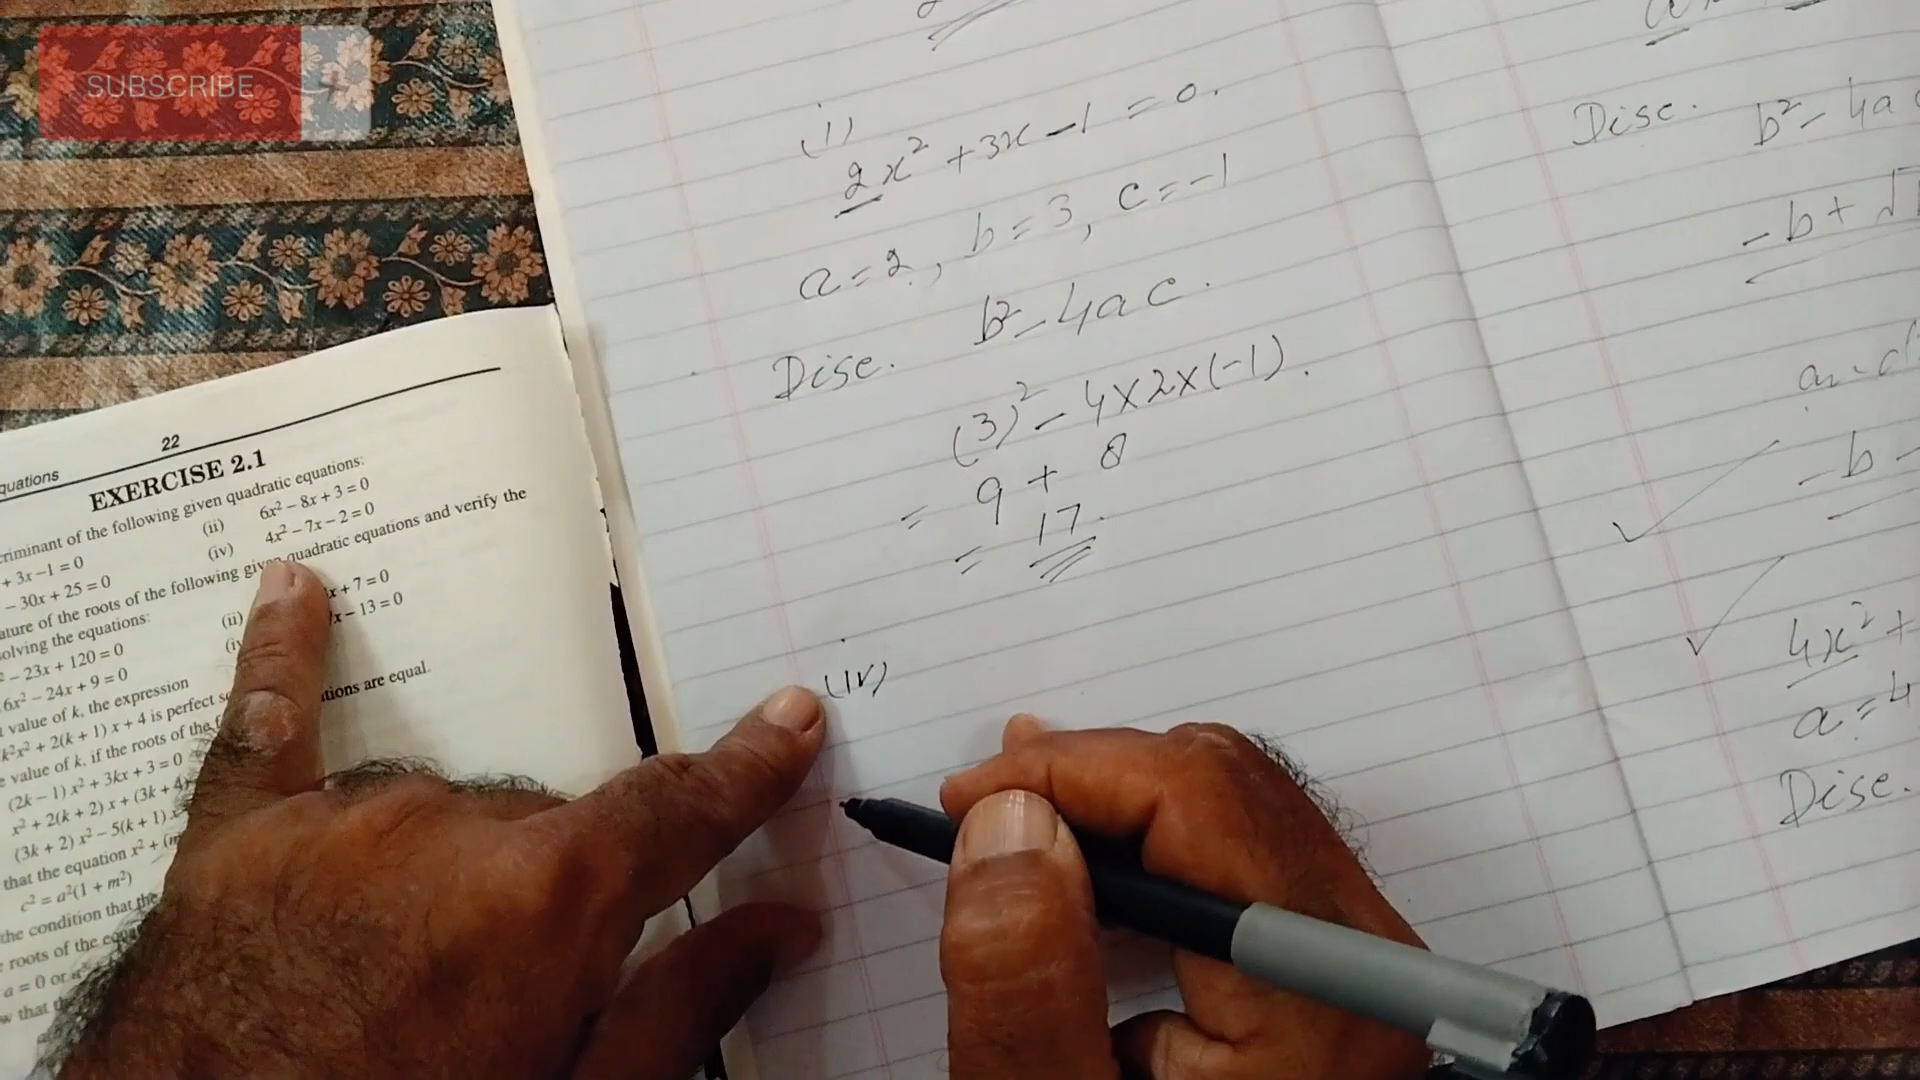 SUBSCRIBE
quations 22
EXERCISE 2.1
criminant of the following given quadratic equations:
+ 3x – 1 = 0 (ii) 6x² – 8x + 3 = 0
– 30x + 25 = 0 (iv) 4x² – 7x – 2 = 0
ature of the roots of the following given quadratic equations and verify the
olving the equations:
– 23x + 120 = 0 (ii) x + 7 = 0
6x² – 24x + 9 = 0 x – 13 = 0
value of k, the expression
k²x² + 2(k + 1) x + 4 is perfect
value of k, if the roots of the tions are equal.
(2k – 1) x² + 3kx + 3 = 0
x² + 2(k + 2) x + (3k + 4)
(3k + 2) x² – 5(k + 1)
that the equation x² +
c² = a²(1 + m²)
the condition that the
roots of the
a = 0 or
w that
(i)
2x² + 3x – 1 = 0.
a = 2, b = 3, c = –1
Disc. b² – 4ac.
(3)² – 4×2×(–1).
= 9 + 8
= 17.
(iv)
Disc. b² – 4a
– b + √
– b –
4x² +
a = 4
Disc.